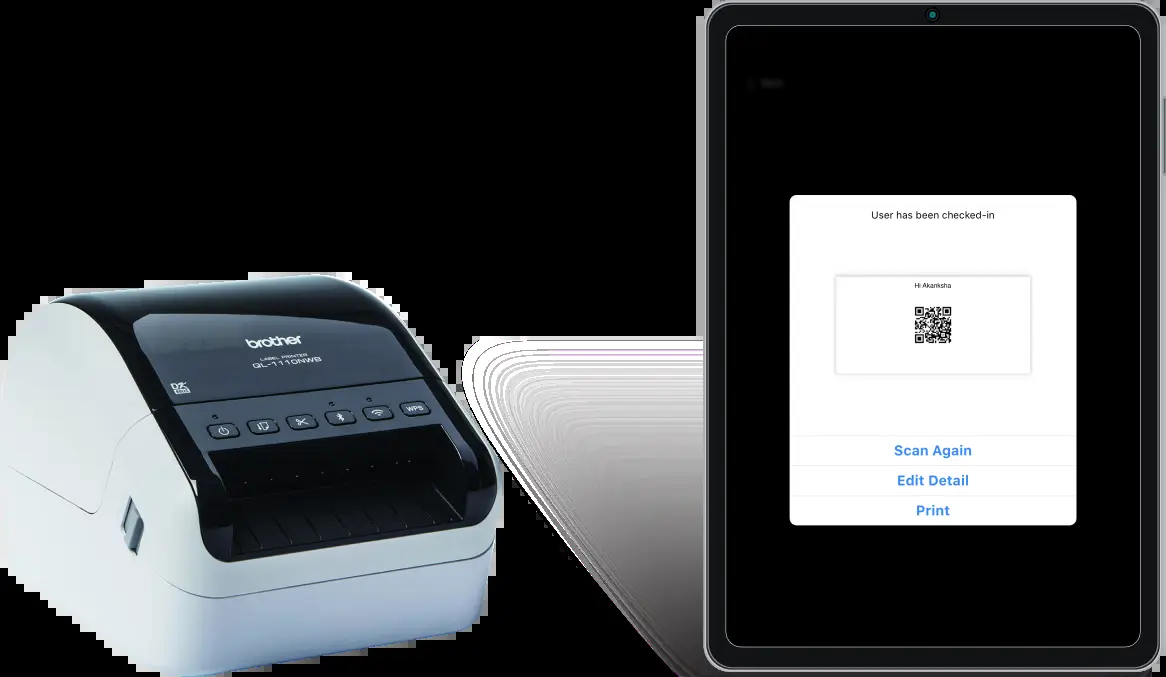 brother
LABEL PRINTER
QL-1110NWB
WPS
User has been checked-in
Hi Akanksha
Scan Again
Edit Detail
Print